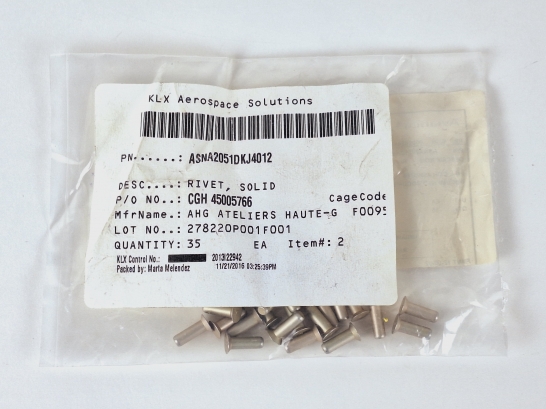 KLX Aerospace Solutions
PN......: ASNA2051DKJ4012
DESC....: RIVET, SOLID
P/O NO..: CGH 45005766 CageCode
MfrName.: AHG ATELIERS HAUTE-G F0095
LOT NO..: 278220P001F001
QUANTITY: 35 EA Item#: 2
KLX Control No.: 2013I22942
Packed by: Marta Melendez 11/21/2016 03:25:39PM